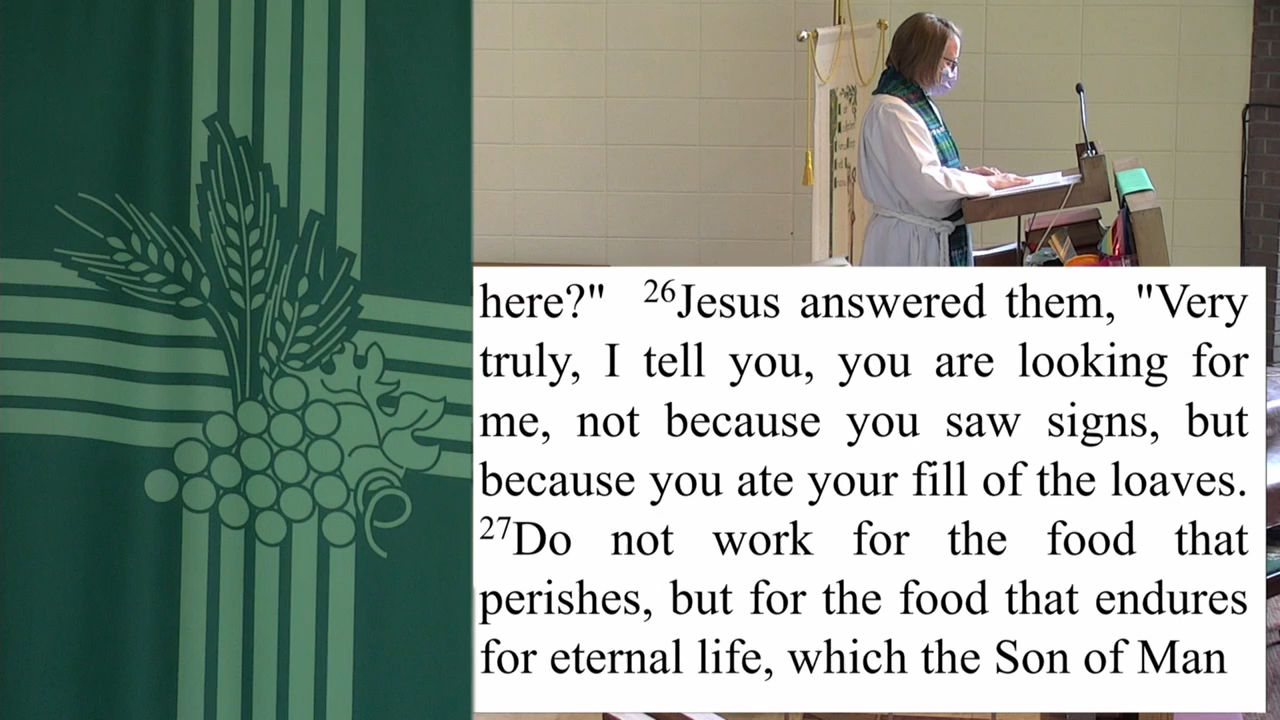 here?" ²⁶Jesus answered them, "Very
truly, I tell you, you are looking for
me, not because you saw signs, but
because you ate your fill of the loaves.
²⁷Do not work for the food that
perishes, but for the food that endures
for eternal life, which the Son of Man